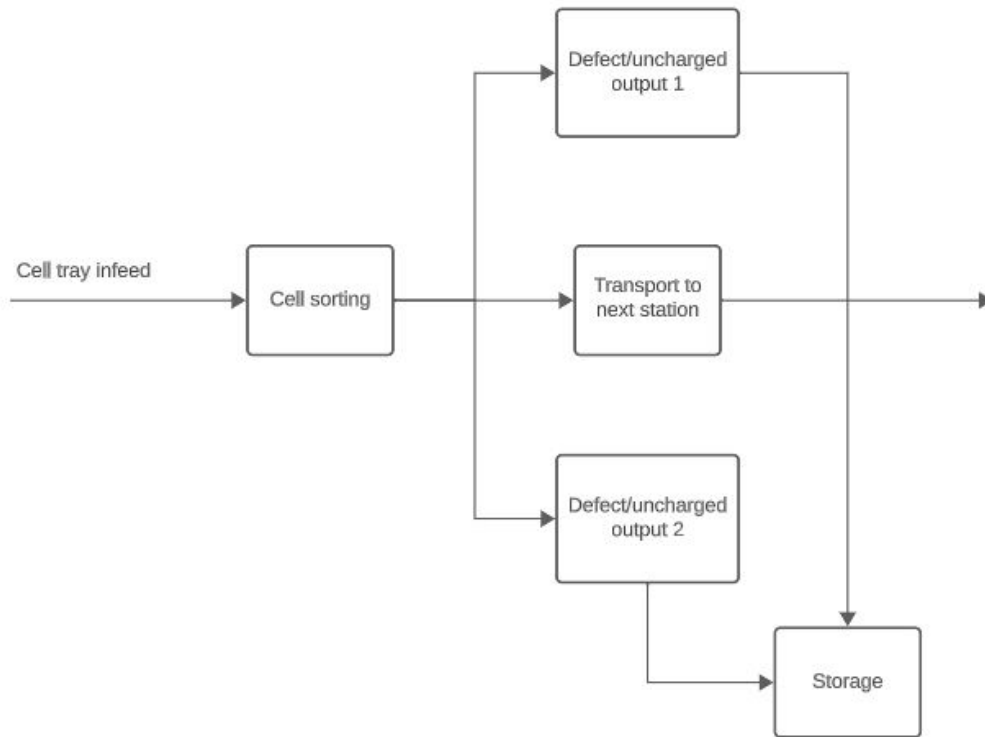 Defect/uncharged
output 1
Cell tray infeed
Cell sorting
Transport to
next station
Defect/uncharged
output 2
Storage